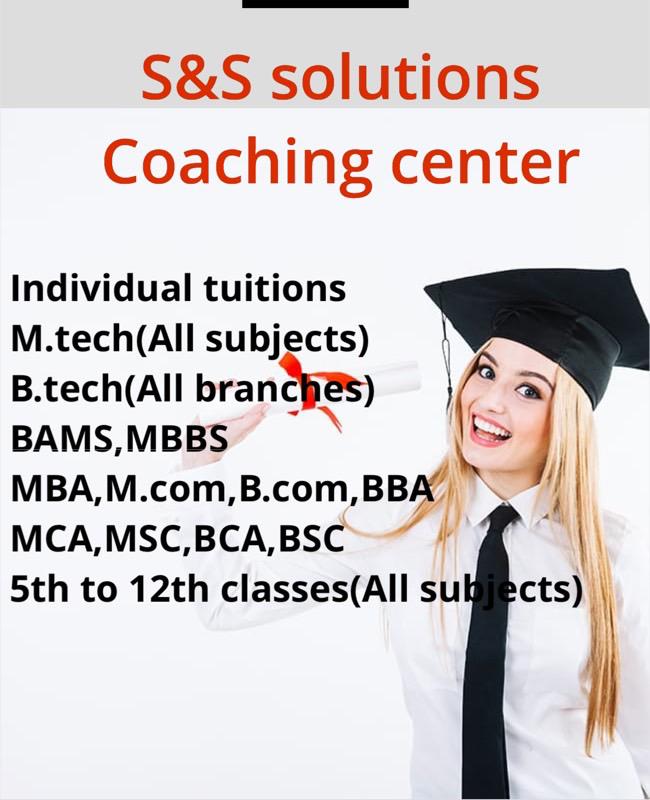 S&S solutions
Coaching center
Individual tuitions
M.tech(All subjects)
B.tech(All branches)
BAMS,MBBS
MBA,M.com,B.com,BBA
MCA,MSC,BCA,BSC
5th to 12th classes(All subjects)